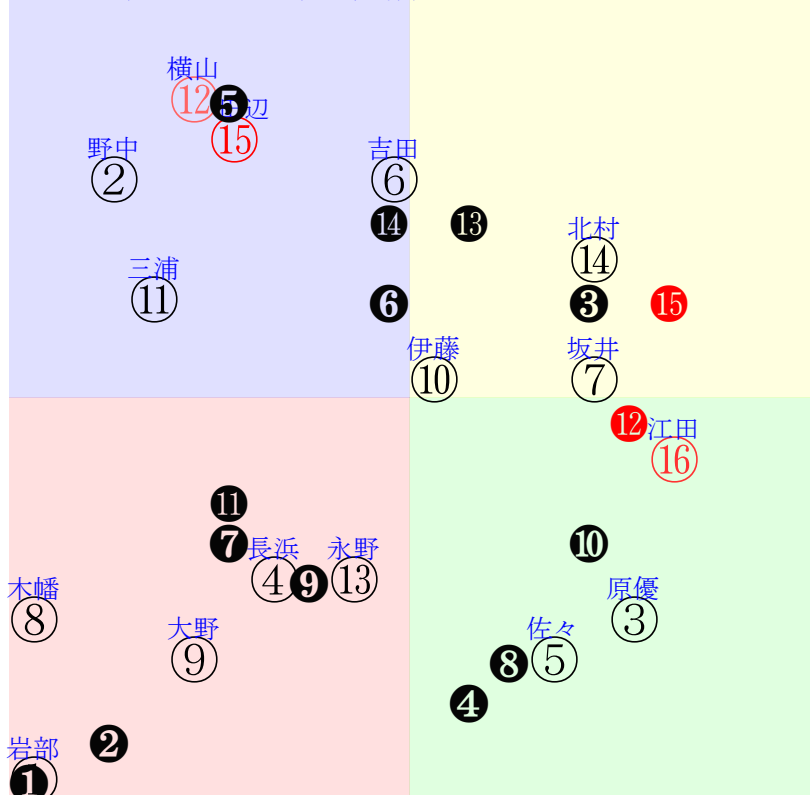 横山
⑫ ❺ 辺
⑮
野中
②
吉田
⑥
⓮ ⓭
北村
⑭
三浦
⑪
❻ ❸ ⓯
伊藤
⑩
坂井
⑦
⓬ 江田
⑯
⓫
❼ ❿
長浜
④ ❾
永野
⑬
木幡
⑧
原優
③
大野
⑨
佐々
❽ ⑤
❹
❷
岩部
❶